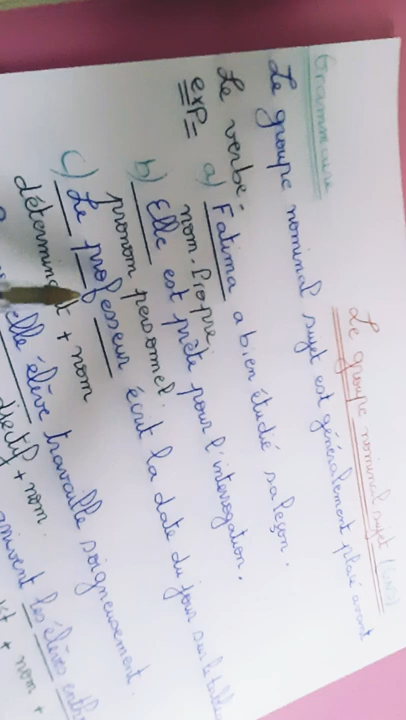 Grammaire
Le groupe nominal sujet (GNS)
Le groupe nominal sujet est généralement placé avant
Le verbe.
exp= a) Fatima a bien étudié sa leçon.
nom. Propre
b) Elle est prête pour l'interrogation.
pronom personnel
c) Le professeur écrit la date du jour sur le tableau
déterminant + nom
elle élève travaille soigneusement.
+ nom.
arrivent les élèves
+ nom +